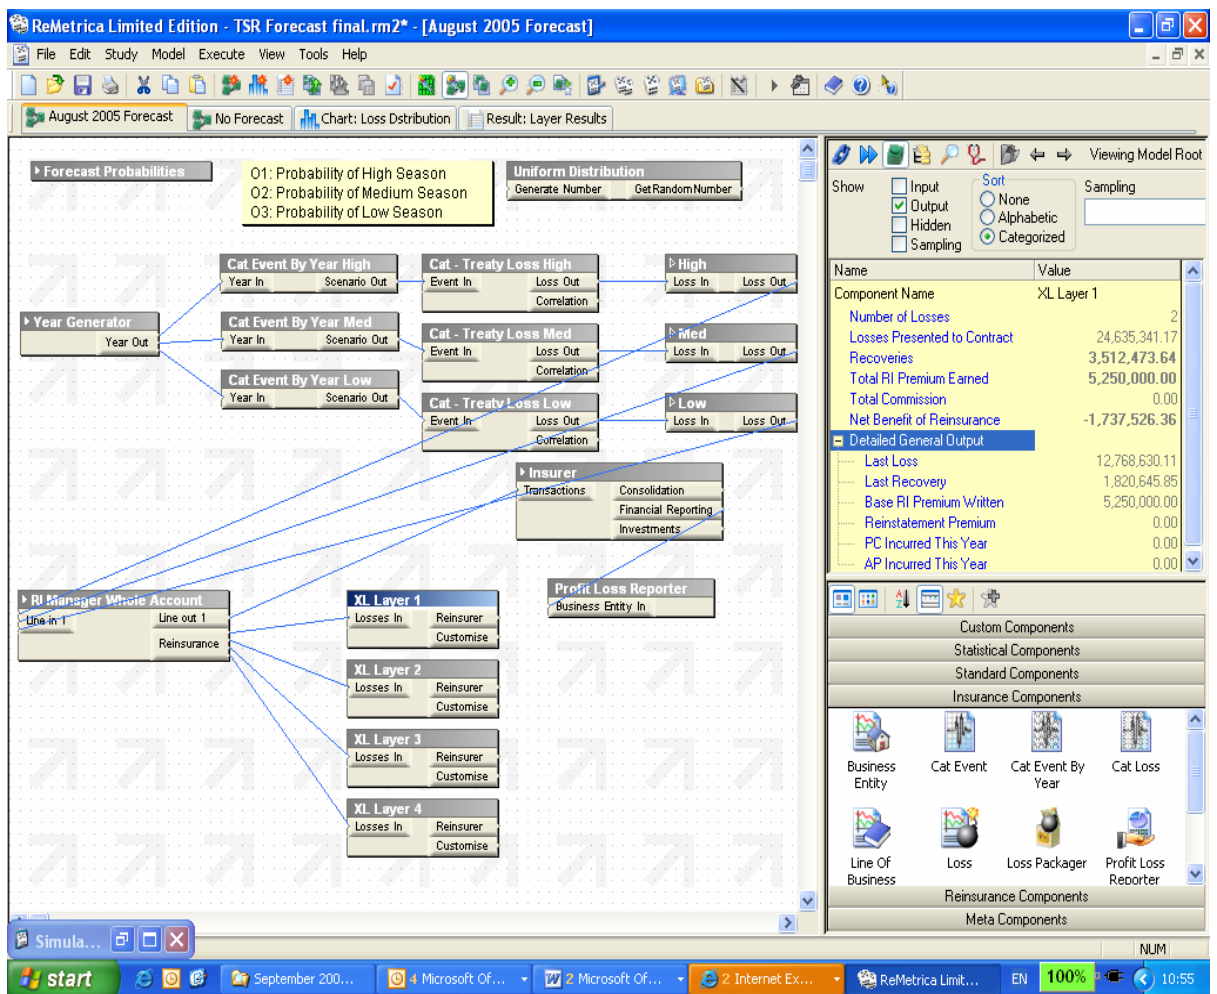 ReMetrica Limited Edition - TSR Forecast final.rm2* - [August 2005 Forecast]
File Edit Study Model Execute View Tools Help
August 2005 Forecast No Forecast Chart: Loss Dstribution Result: Layer Results
Forecast Probabilities
O1: Probability of High Season
O2: Probability of Medium Season
O3: Probability of Low Season
Uniform Distribution
Generate Number GetRandomNumber
Cat Event By Year High
Year In Scenario Out
Cat - Treaty Loss High
Event In Loss Out
Correlation
High
Loss In Loss Out
Year Generator
Year Out
Cat Event By Year Med
Year In Scenario Out
Cat - Treaty Loss Med
Event In Loss Out
Correlation
Med
Loss In Loss Out
Cat Event By Year Low
Year In Scenario Out
Cat - Treaty Loss Low
Event In Loss Out
Correlation
Low
Loss In Loss Out
Insurer
Transactions Consolidation
Financial Reporting
Investments
RI Manager Whole Account
Line in 1 Line out 1
Reinsurance
XL Layer 1
Losses In Reinsurer
Customise
Profit Loss Reporter
Business Entity In
XL Layer 2
Losses In Reinsurer
Customise
XL Layer 3
Losses In Reinsurer
Customise
XL Layer 4
Losses In Reinsurer
Customise
Viewing Model Root
Show
Input
Output
Hidden
Sampling
Sort
None
Alphabetic
Categorized
Sampling
Name Value
Component Name XL Layer 1
Number of Losses 2
Losses Presented to Contract 24,635,341.17
Recoveries 3,512,473.64
Total RI Premium Earned 5,250,000.00
Total Commission 0.00
Net Benefit of Reinsurance -1,737,526.36
Detailed General Output
Last Loss 12,768,630.11
Last Recovery 1,820,645.85
Base RI Premium Written 5,250,000.00
Reinstatement Premium 0.00
PC Incurred This Year 0.00
AP Incurred This Year 0.00
Custom Components
Statistical Components
Standard Components
Insurance Components
Business Entity
Cat Event
Cat Event By Year
Cat Loss
Line Of Business
Loss
Loss Packager
Profit Loss Reporter
Reinsurance Components
Meta Components
Simula...
NUM
start September 200... 4 Microsoft Of... 2 Microsoft Of... 2 Internet Ex... ReMetrica Limit... EN 100% 10:55